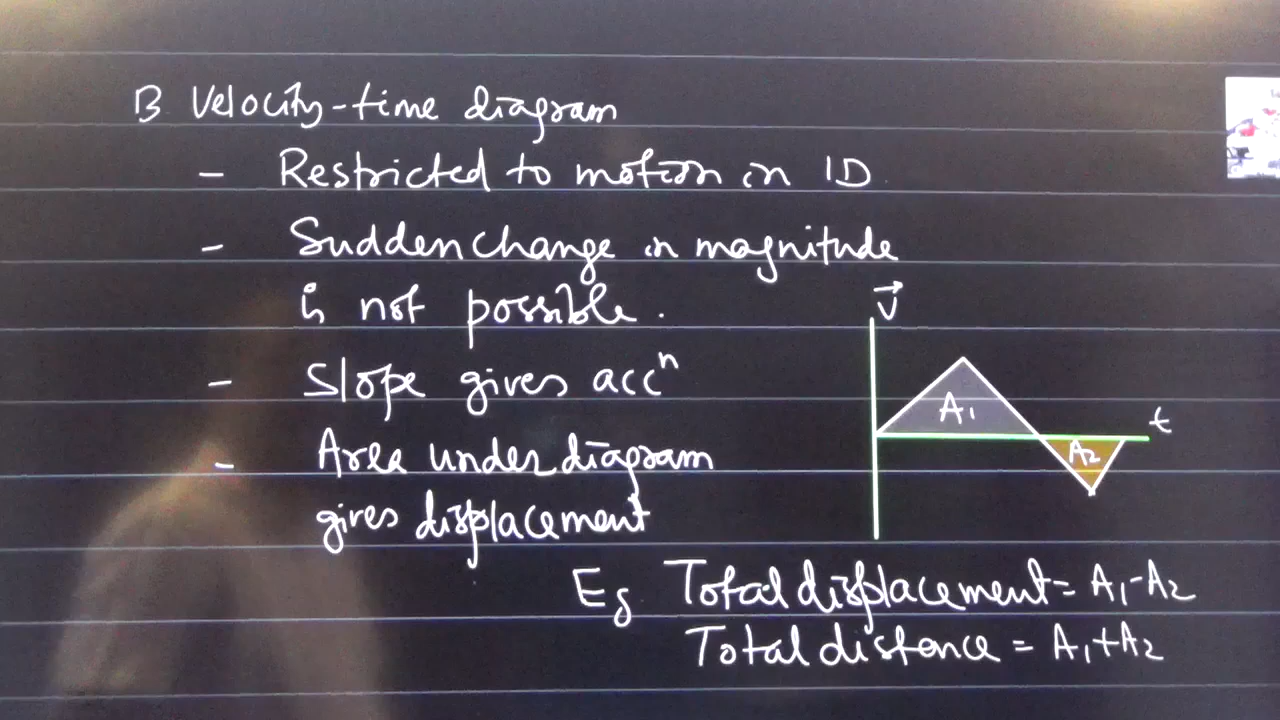 B Velocity-time diagram
- Restricted to motion in 1D.
- Sudden change in magnitude
is not possible.
- Slope gives accⁿ
- Area under diagram
gives displacement
v⃗
A₁
t
A₂
Eg Total displacement = A₁-A₂
Total distance = A₁+A₂